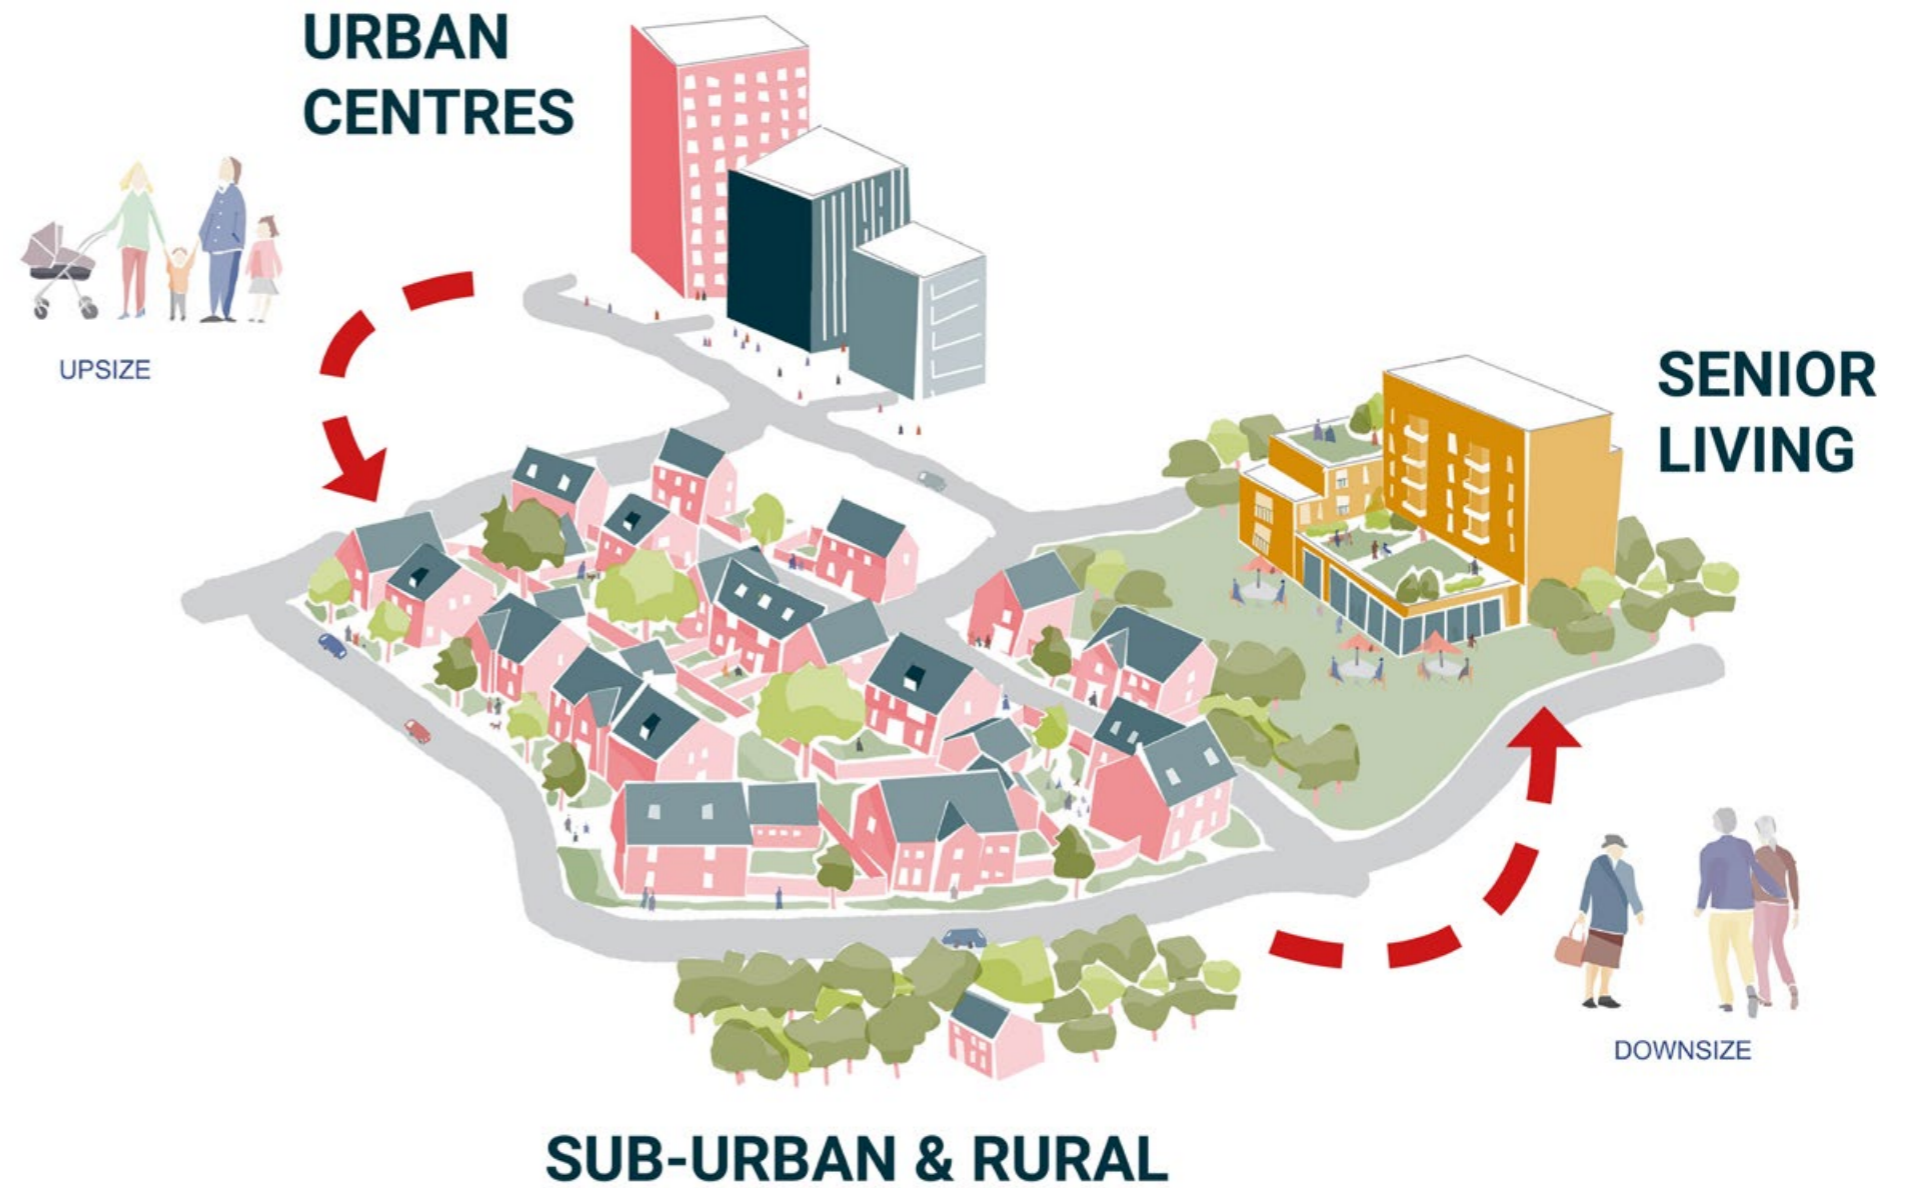 URBAN
CENTRES
UPSIZE
SENIOR
LIVING
DOWNSIZE
SUB-URBAN & RURAL